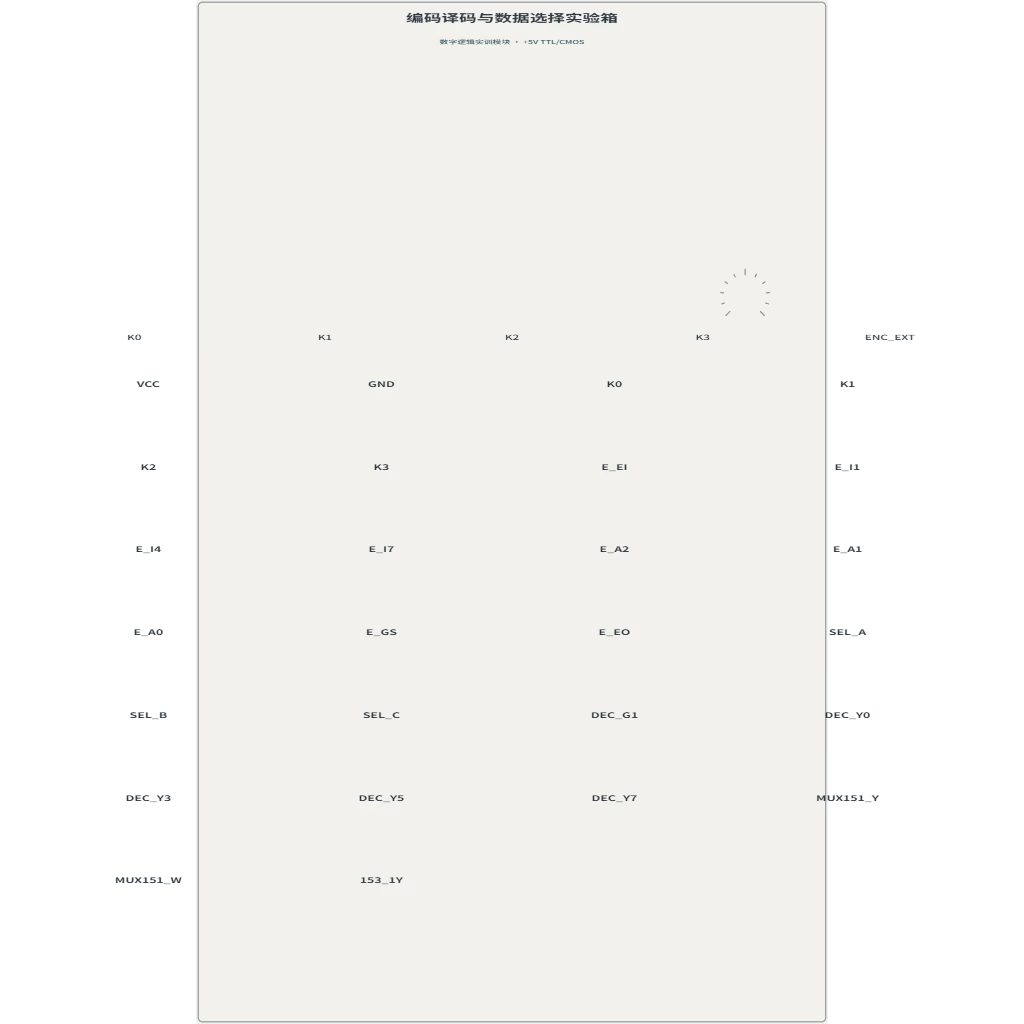 编码译码与数据选择实验箱
数字逻辑实训模块 · +5V TTL/CMOS
K0 K1 K2 K3 ENC_EXT
VCC GND K0 K1
K2 K3 E_EI E_I1
E_I4 E_I7 E_A2 E_A1
E_A0 E_GS E_EO SEL_A
SEL_B SEL_C DEC_G1 DEC_Y0
DEC_Y3 DEC_Y5 DEC_Y7 MUX151_Y
MUX151_W 153_1Y